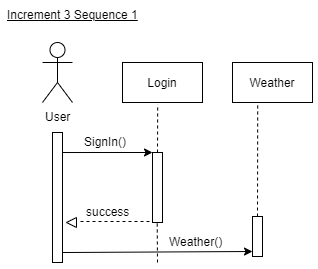 Increment 3 Sequence 1
Login
Weather
User
SignIn()
success
Weather()